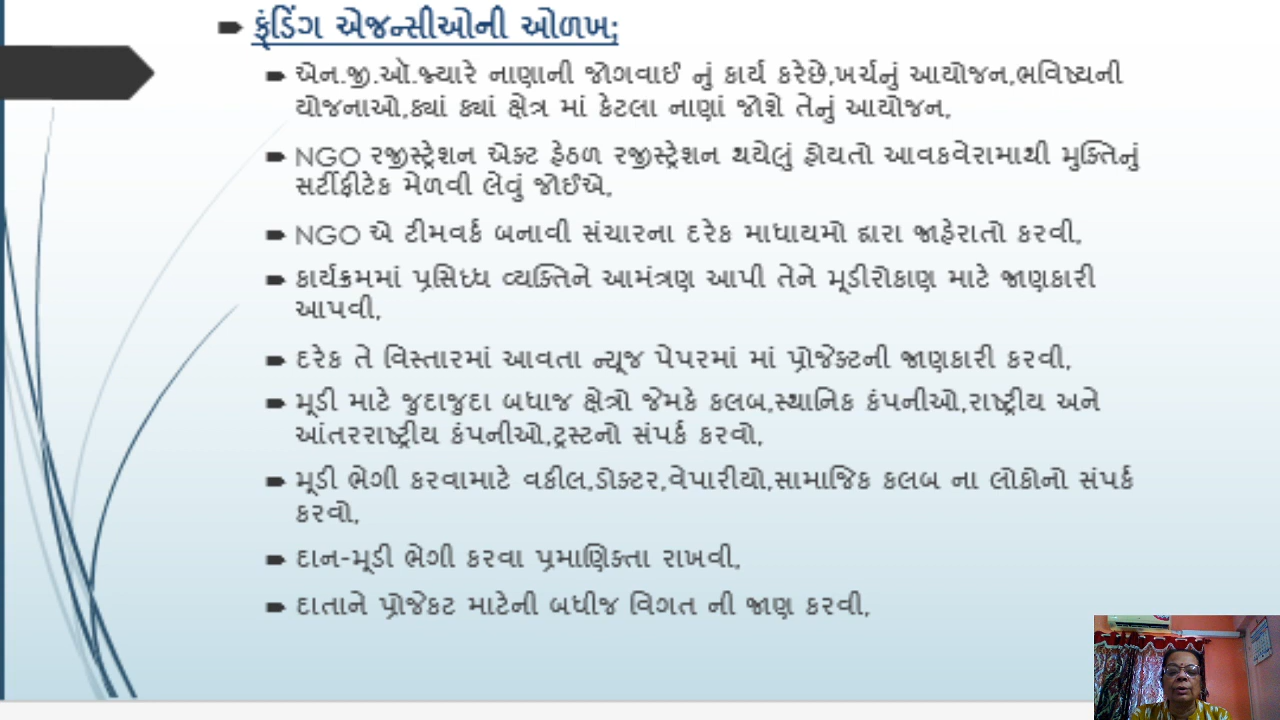 ફંડિંગ એજન્સીઓની ઓળખ;
એન.જી.ઓ.જ્યારે નાણાની જોગવાઈ નું કાર્ય કરેછે,ખર્ચનું આયોજન,ભવિષ્યની
યોજનાઓ,ક્યાં ક્યાં ક્ષેત્ર માં કેટલા નાણાં જોશે તેનું આયોજન,
NGO રજીસ્ટ્રેશન એક્ટ હેઠળ રજીસ્ટ્રેશન થયેલું હોયતો આવકવેરામાથી મુક્તિનું
સર્ટીફીટેક મેળવી લેવું જોઈએ,
NGO એ ટીમવર્ક બનાવી સંચારના દરેક માધાયમો દ્વારા જાહેરાતો કરવી,
કાર્યક્રમમાં પ્રસિધ્ધ વ્યક્તિને આમંત્રણ આપી તેને મૂડીરોકાણ માટે જાણકારી
આપવી,
દરેક તે વિસ્તારમાં આવતા ન્યૂજ પેપરમાં માં પ્રોજેક્ટની જાણકારી કરવી,
મૂડી માટે જુદાજુદા બધાજ ક્ષેત્રો જેમકે કલબ,સ્થાનિક કંપનીઓ,રાષ્ટ્રીય અને
આંતરરાષ્ટ્રીય કંપનીઓ,ટ્રસ્ટનો સંપર્ક કરવો,
મૂડી ભેગી કરવામાટે વકીલ,ડોક્ટર,વેપારીયો,સામાજિક કલબ ના લોકોનો સંપર્ક
કરવો,
દાન-મૂડી ભેગી કરવા પ્રમાણિક્તા રાખવી,
દાતાને પ્રોજેકટ માટેની બધીજ વિગત ની જાણ કરવી,